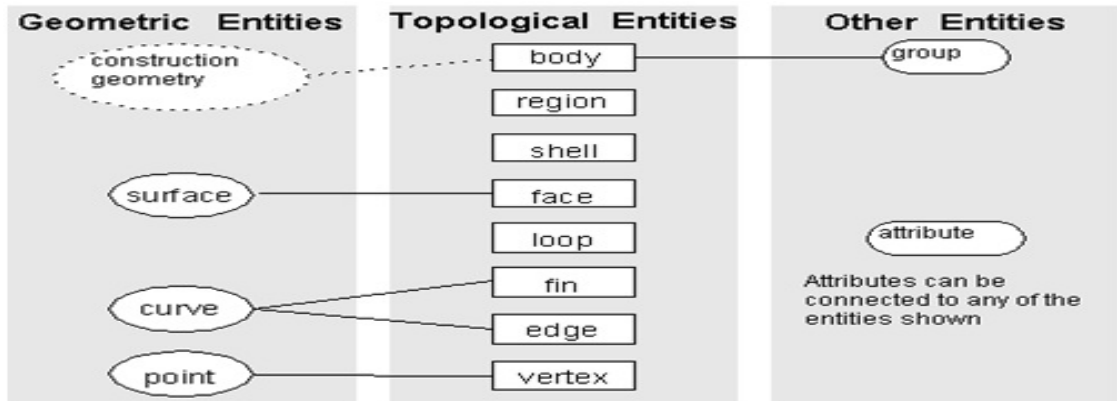 Geometric Entities
construction
geometry
surface
curve
point
Topological Entities
body
region
shell
face
loop
fin
edge
vertex
Other Entities
group
attribute
Attributes can be
connected to any of the
entities shown